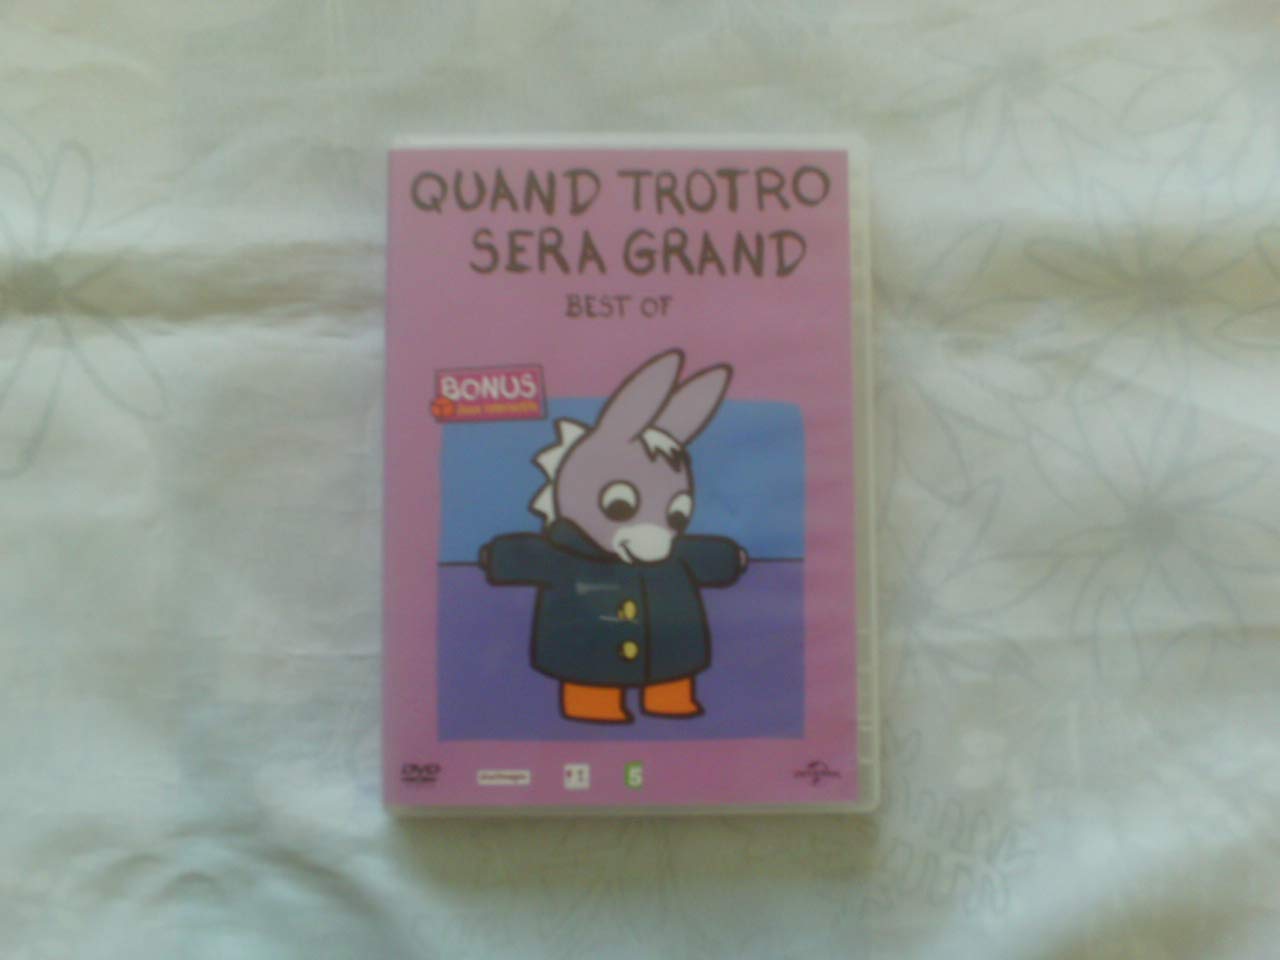 QUAND TROTRO
SERA GRAND
BEST OF
BONUS
DVD
5